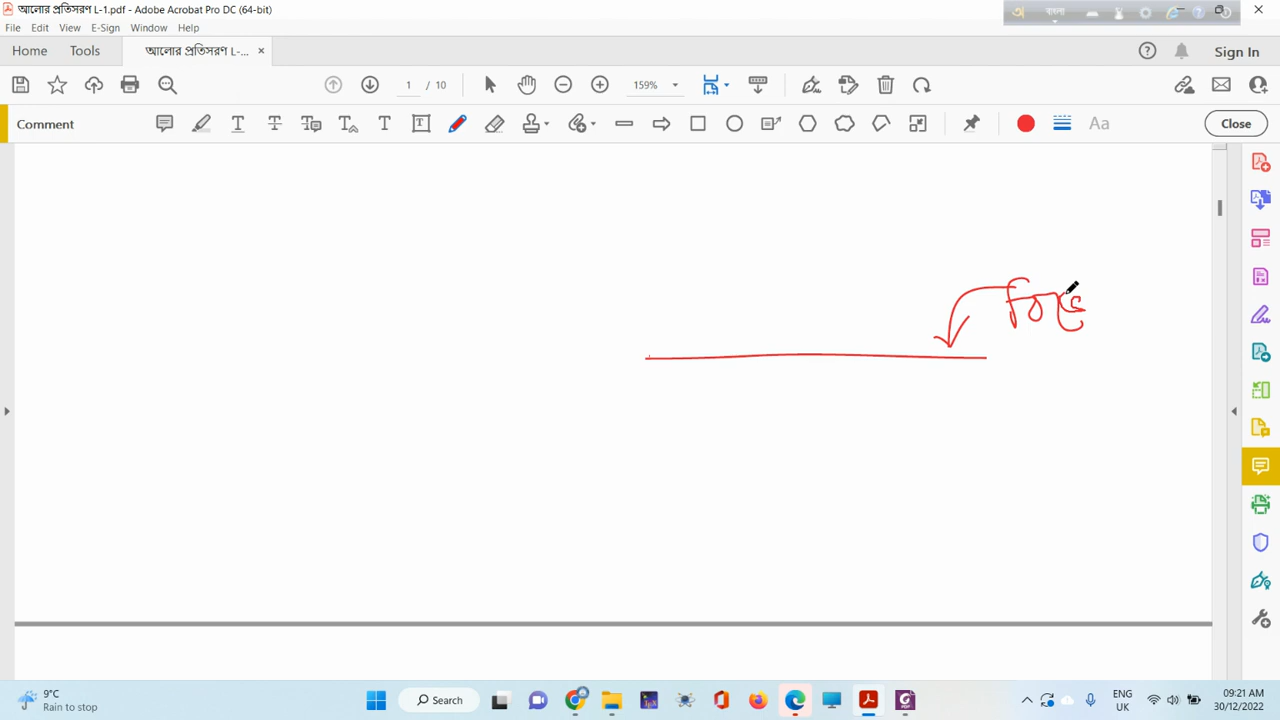 আলোর প্রতিসরণ L-1.pdf - Adobe Acrobat Pro DC (64-bit)
বাংলা
File Edit View E-Sign Window Help
Home Tools আলোর প্রতিসরণ L-... × Sign In
1 / 10 159%
Comment Aa Close
9°C
Rain to stop
Search
ENG
UK
09:21 AM
30/12/2022